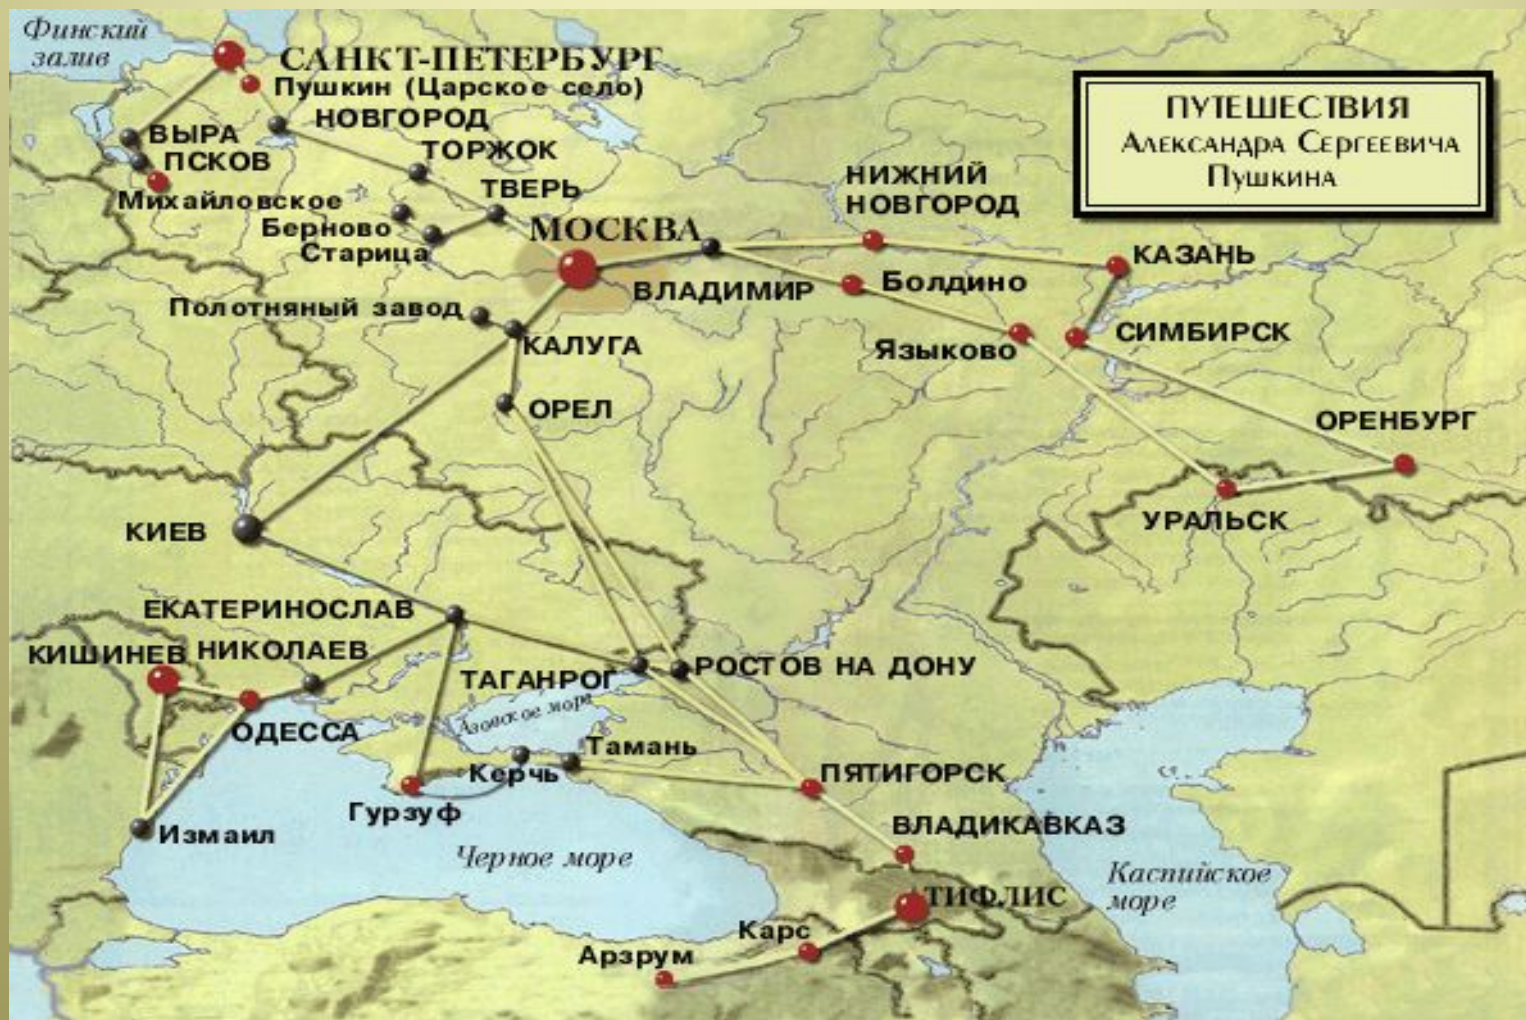 Финский
залив
САНКТ-ПЕТЕРБУРГ
Пушкин (Царское село)
НОВГОРОД
ВЫРА
ПСКОВ
ТОРЖОК
Михайловское
ТВЕРЬ
Берново
Старица
МОСКВА
ПУТЕШЕСТВИЯ
Александра Сергеевича
Пушкина
НИЖНИЙ
НОВГОРОД
КАЗАНЬ
ВЛАДИМИР
Болдино
Полотняный завод
КАЛУГА
Языково
СИМБИРСК
ОРЕЛ
ОРЕНБУРГ
УРАЛЬСК
КИЕВ
ЕКАТЕРИНОСЛАВ
КИШИНЕВ
НИКОЛАЕВ
ТАГАНРОГ
РОСТОВ НА ДОНУ
Азовское море
ОДЕССА
Тамань
Керчь
ПЯТИГОРСК
Гурзуф
Измаил
ВЛАДИКАВКАЗ
Черное море
Каспийское
море
ТИФЛИС
Карс
Арзрум